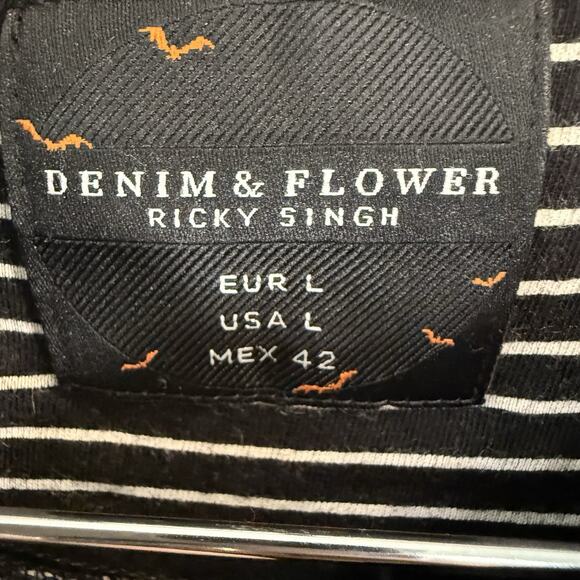 DENIM & FLOWER
RICKY SINGH
EUR L
USA L
MEX 42